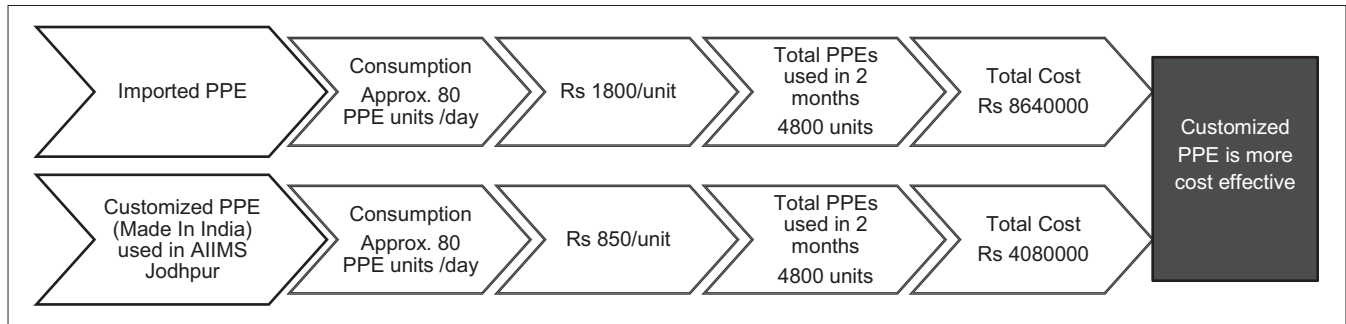 Imported PPE
Consumption
Approx. 80
PPE units /day
Rs 1800/unit
Total PPEs
used in 2
months
4800 units
Total Cost
Rs 8640000
Customized PPE
(Made In India)
used in AIIMS
Jodhpur
Consumption
Approx. 80
PPE units /day
Rs 850/unit
Total PPEs
used in 2
months
4800 units
Total Cost
Rs 4080000
Customized
PPE is more
cost effective